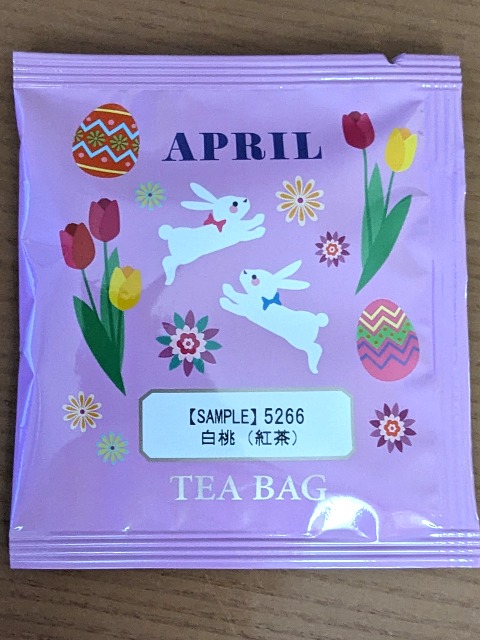 APRIL
【SAMPLE】5266
白桃（紅茶）
TEA BAG